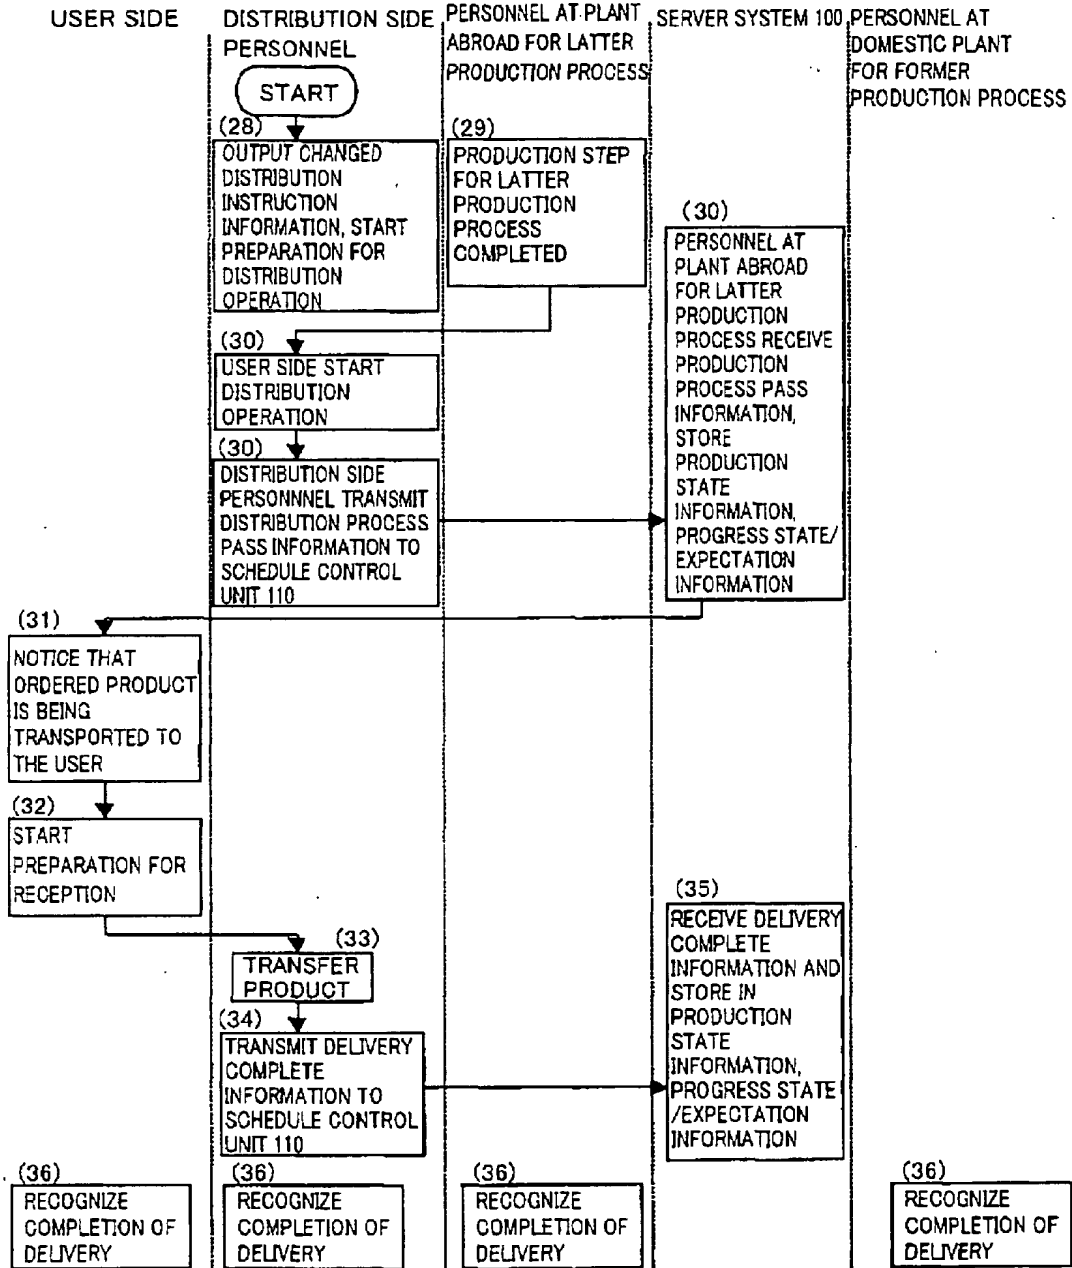 USER SIDE
DISTRIBUTION SIDE
PERSONNEL
PERSONNEL AT PLANT
ABROAD FOR LATTER
PRODUCTION PROCESS
SERVER SYSTEM 100
PERSONNEL AT
DOMESTIC PLANT
FOR FORMER
PRODUCTION PROCESS
START
(28)
OUTPUT CHANGED
DISTRIBUTION
INSTRUCTION
INFORMATION, START
PREPARATION FOR
DISTRIBUTION
OPERATION
(29)
PRODUCTION STEP
FOR LATTER
PRODUCTION
PROCESS
COMPLETED
(30)
PERSONNEL AT
PLANT ABROAD
FOR LATTER
PRODUCTION
PROCESS RECEIVE
PRODUCTION
PROCESS PASS
INFORMATION,
STORE
PRODUCTION
STATE
INFORMATION,
PROGRESS STATE/
EXPECTATION
INFORMATION
(30)
USER SIDE START
DISTRIBUTION
OPERATION
(30)
DISTRIBUTION SIDE
PERSONNNEL TRANSMIT
DISTRIBUTION PROCESS
PASS INFORMATION TO
SCHEDULE CONTROL
UNIT 110
(31)
NOTICE THAT
ORDERED PRODUCT
IS BEING
TRANSPORTED TO
THE USER
(32)
START
PREPARATION FOR
RECEPTION
(33)
TRANSFER
PRODUCT
(34)
TRANSMIT DELIVERY
COMPLETE
INFORMATION TO
SCHEDULE CONTROL
UNIT 110
(35)
RECEIVE DELIVERY
COMPLETE
INFORMATION AND
STORE IN
PRODUCTION
STATE
INFORMATION,
PROGRESS STATE
/EXPECTATION
INFORMATION
(36)
RECOGNIZE
COMPLETION OF
DELIVERY
(36)
RECOGNIZE
COMPLETION OF
DELIVERY
(36)
RECOGNIZE
COMPLETION OF
DELIVERY
(36)
RECOGNIZE
COMPLETION OF
DELIVERY